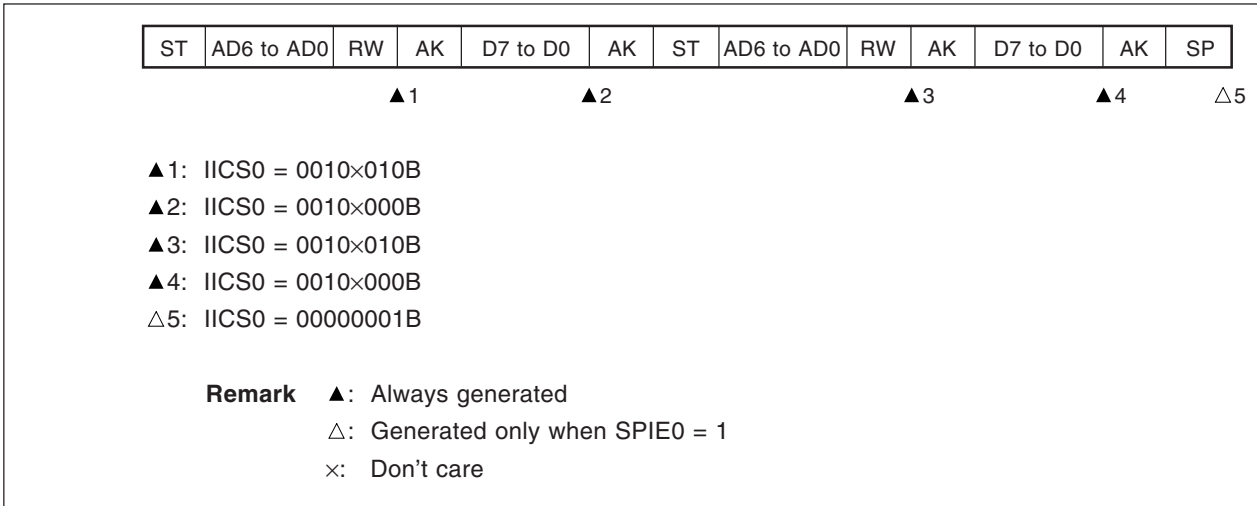 ST AD6 to AD0 RW AK D7 to D0 AK ST AD6 to AD0 RW AK D7 to D0 AK SP
▲1 ▲2 ▲3 ▲4 △5
▲1: IICS0 = 0010×010B
▲2: IICS0 = 0010×000B
▲3: IICS0 = 0010×010B
▲4: IICS0 = 0010×000B
△5: IICS0 = 00000001B
Remark ▲: Always generated
△: Generated only when SPIE0 = 1
×: Don't care